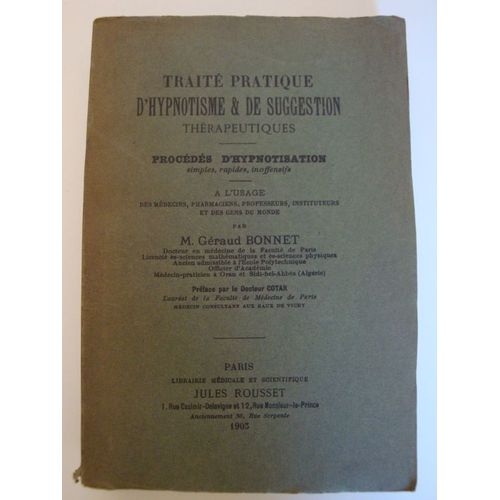 TRAITÉ PRATIQUE
D'HYPNOTISME & DE SUGGESTION
THÉRAPEUTIQUES
PROCÉDÉS D'HYPNOTISATION
simples, rapides, inoffensifs
A L'USAGE
DES MÉDECINS, PHARMACIENS, PROFESSEURS, INSTITUTEURS
ET DES GENS DU MONDE
PAR
M. Géraud BONNET
Docteur en médecine de la Faculté de Paris
Licencié ès-sciences mathématiques et ès-sciences physiques
Ancien admissible à l'École Polytechnique
Officier d'Académie
Médecin-praticien à Oran et Sidi-bel-Abbès (Algérie)
Préface par le Docteur COTAR
Lauréat de la Faculté de Médecine de Paris
MÉDECIN CONSULTANT AUX EAUX DE VICHY
PARIS
LIBRAIRIE MÉDICALE ET SCIENTIFIQUE
JULES ROUSSET
1, Rue Casimir-Delavigne et 12, Rue Monsieur-le-Prince
Anciennement 36, Rue Serpente
1905